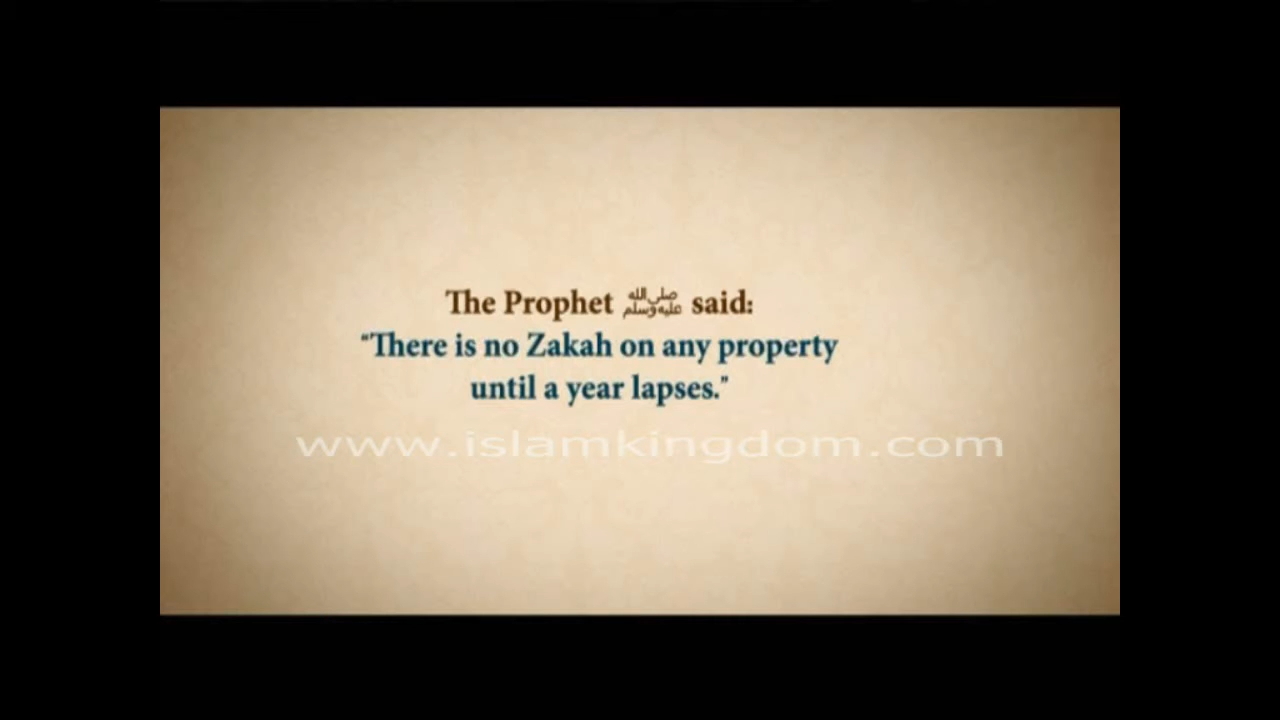 The Prophet ﷺ said:
"There is no Zakah on any property
until a year lapses."
www.islamkingdom.com